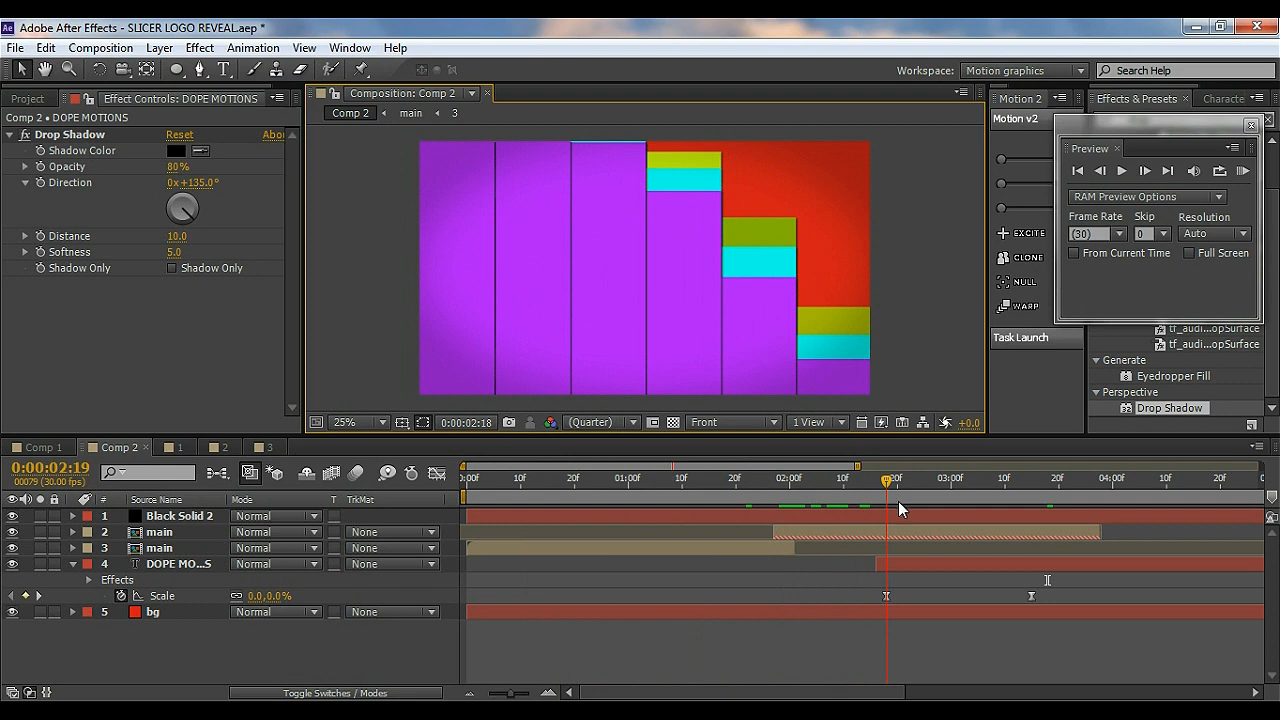 Adobe After Effects - SLICER LOGO REVEAL.aep *
File Edit Composition Layer Effect Animation View Window Help
Workspace: Motion graphics Search Help
Project Effect Controls: DOPE MOTIONS
Comp 2 • DOPE MOTIONS
fx Drop Shadow Reset
Shadow Color
Opacity 80%
Direction 0x+135.0°
Distance 10.0
Softness 5.0
Shadow Only Shadow Only
Composition: Comp 2
Comp 2 main 3
25% 0:00:02:18 (Quarter) Front 1 View +0.0
Motion 2 Effects & Presets
Motion v2
EXCITE
CLONE
NULL
WARP
Task Launch
Preview
RAM Preview Options
Frame Rate Skip Resolution
(30) 0 Auto
From Current Time Full Screen
tf_audi...opSurface
tf_audi...opSurface
Generate
Eyedropper Fill
Perspective
Drop Shadow
Comp 1 Comp 2 1 2 3
0:00:02:19
00079 (30.00 fps)
# Source Name Mode T TrkMat
1 Black Solid 2 Normal
2 main Normal None
3 main Normal None
4 T DOPE MO...S Normal None
Effects
Scale 0.0,0.0%
5 bg Normal None
0:00f 10f 20f 01:00f 10f 20f 02:00f 10f 20f 03:00f 10f 20f 04:00f 10f 20f
Toggle Switches / Modes